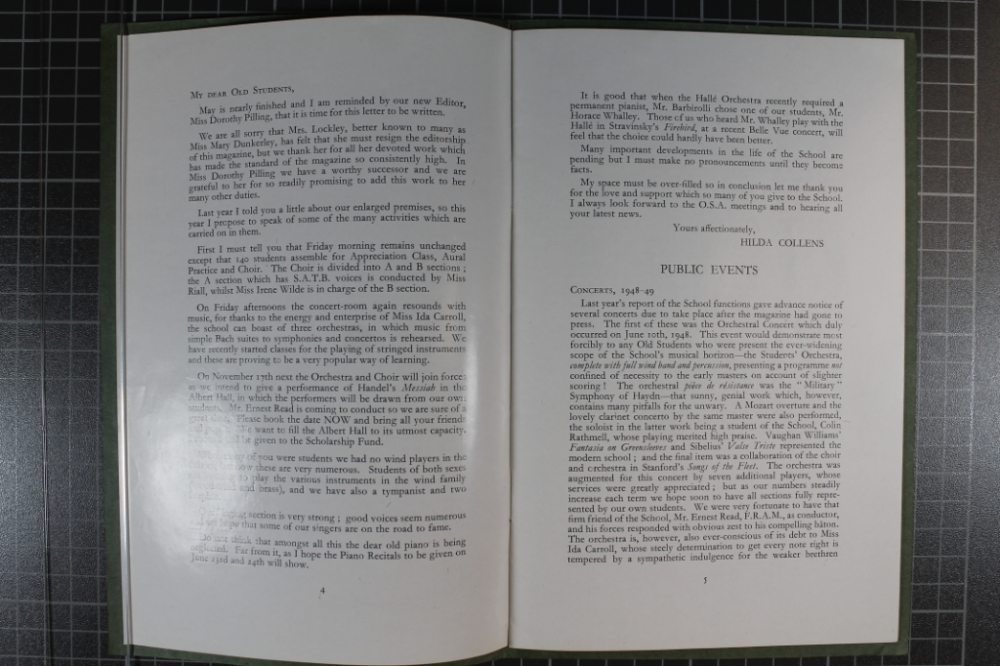 My dear Old Students,
May is nearly finished and I am reminded by our new Editor,
Miss Dorothy Pilling, that it is time for this letter to be written.
We are all sorry that Mrs. Lockley, better known to many as
Miss Mary Dunkerley, has felt that she must resign the editorship
of this magazine, but we thank her for all her devoted work which
has made the standard of the magazine so consistently high. In
Miss Dorothy Pilling we have a worthy successor and we are
grateful to her for so readily promising to add this work to her
many other duties.
Last year I told you a little about our enlarged premises, so this
year I propose to speak of some of the many activities which are
carried on in them.
First I must tell you that Friday morning remains unchanged
except that 140 students assemble for Appreciation Class, Aural
Practice and Choir. The Choir is divided into A and B sections;
the A section which has S.A.T.B. voices is conducted by Miss
Riall, whilst Miss Irene Wilde is in charge of the B section.
On Friday afternoons the concert-room again resounds with
music, for thanks to the energy and enterprise of Miss Ida Carroll,
the school can boast of three orchestras, in which music from
simple Bach suites to symphonies and concertos is rehearsed. We
have recently started classes for the playing of stringed instruments
and these are proving to be a very popular way of learning.
On November 17th next the Orchestra and Choir will join forces
as we intend to give a performance of Handel's Messiah in the
Albert Hall, in which the performers will be drawn from our own
students. Mr. Ernest Read is coming to conduct so we are sure of a
Please book the date NOW and bring all your friends
want to fill the Albert Hall to its utmost capacity.
be given to the Scholarship Fund.
of you were students we had no wind players in the
these are very numerous. Students of both sexes
play the various instruments in the wind family
and brass), and we have also a tympanist and two
section is very strong; good voices seem numerous
that some of our singers are on the road to fame.
Do not think that amongst all this the dear old piano is being
neglected. Far from it, as I hope the Piano Recitals to be given on
June 23rd and 24th will show.
4
It is good that when the Hallé Orchestra recently required a
permanent pianist, Mr. Barbirolli chose one of our students, Mr.
Horace Whalley. Those of us who heard Mr. Whalley play with the
Hallé in Stravinsky's Firebird, at a recent Belle Vue concert, will
feel that the choice could hardly have been better.
Many important developments in the life of the School are
pending but I must make no pronouncements until they become
facts.
My space must be over-filled so in conclusion let me thank you
for the love and support which so many of you give to the School.
I always look forward to the O.S.A. meetings and to hearing all
your latest news.
Yours affectionately,
HILDA COLLENS
PUBLIC EVENTS
Concerts, 1948-49
Last year's report of the School functions gave advance notice of
several concerts due to take place after the magazine had gone to
press. The first of these was the Orchestral Concert which duly
occurred on June 10th, 1948. This event would demonstrate most
forcibly to any Old Students who were present the ever-widening
scope of the School's musical horizon—the Students' Orchestra,
complete with full wind band and percussion, presenting a programme not
confined of necessity to the early masters on account of slighter
scoring! The orchestral pièce de résistance was the "Military"
Symphony of Haydn—that sunny, genial work which, however,
contains many pitfalls for the unwary. A Mozart overture and the
lovely clarinet concerto by the same master were also performed,
the soloist in the latter work being a student of the School, Colin
Rathmell, whose playing merited high praise. Vaughan Williams'
Fantasia on Greensleeves and Sibelius' Valse Triste represented the
modern school; and the final item was a collaboration of the choir
and orchestra in Stanford's Songs of the Fleet. The orchestra was
augmented for this concert by seven additional players, whose
services were greatly appreciated; but as our numbers steadily
increase each term we hope soon to have all sections fully repre-
sented by our own students. We were very fortunate to have that
firm friend of the School, Mr. Ernest Read, F.R.A.M., as conductor,
and his forces responded with obvious zest to his compelling bâton.
The orchestra is, however, also ever-conscious of its debt to Miss
Ida Carroll, whose steely determination to get every note right is
tempered by a sympathetic indulgence for the weaker brethren
5